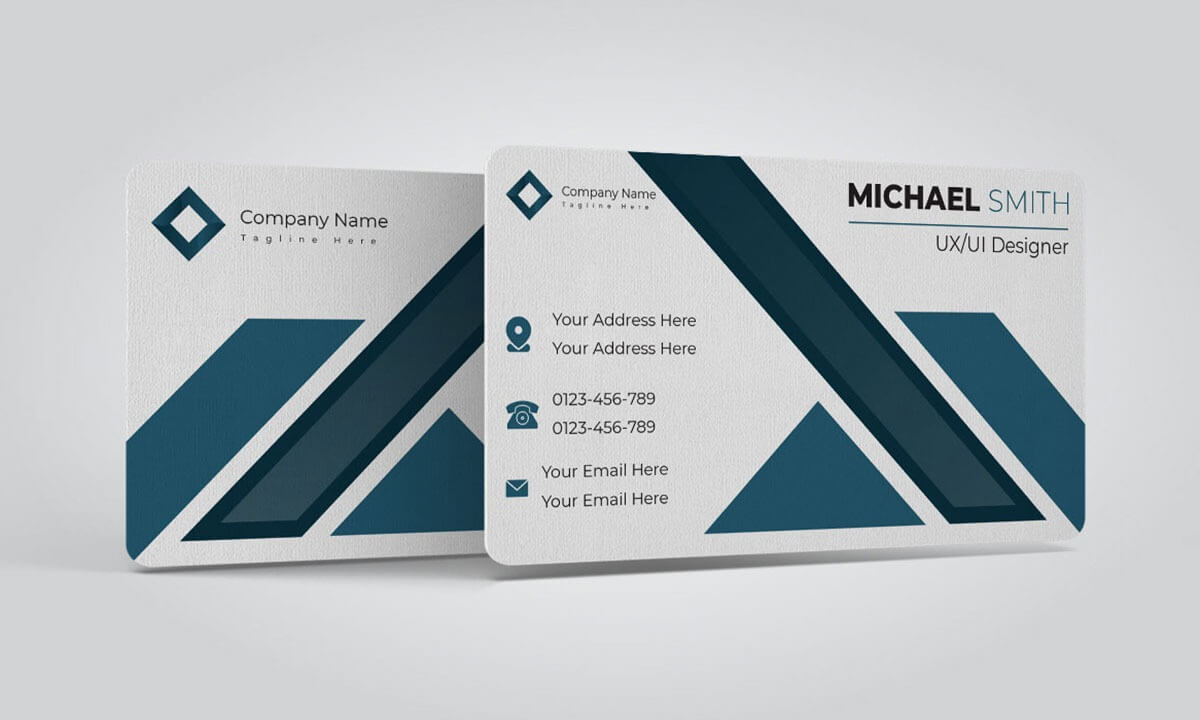 Company Name
Tagline Here
Company Name
Tagline Here
MICHAEL SMITH
UX/UI Designer
Your Address Here
Your Address Here
0123-456-789
0123-456-789
Your Email Here
Your Email Here